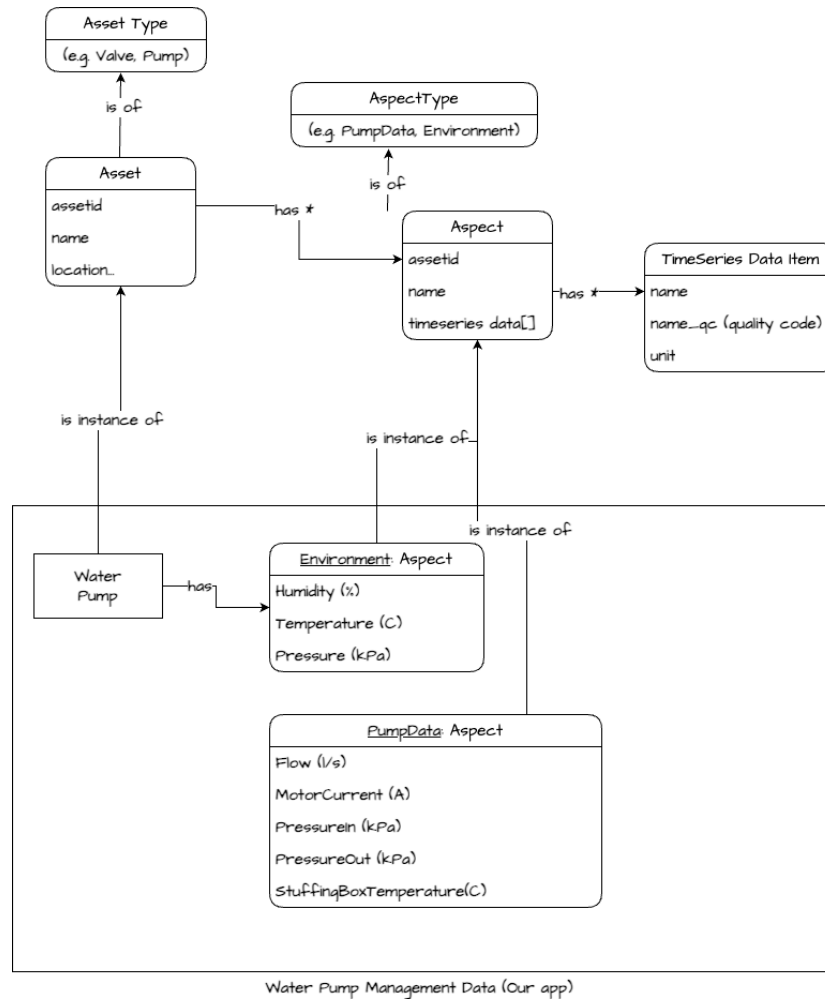 Asset Type
(e.g. Valve, Pump)
is of
AspectType
(e.g. PumpData, Environment)
is of
Asset
assetid
name
location...
has *
Aspect
assetid
name
timeseries data[]
has *
TimeSeries Data Item
name
name_qc (quality code)
unit
is instance of
is instance of
is instance of
Water
Pump
has
Environment: Aspect
Humidity (%)
Temperature (C)
Pressure (kPa)
PumpData: Aspect
Flow (l/s)
MotorCurrent (A)
PressureIn (kPa)
PressureOut (kPa)
StuffingBoxTemperature(C)
Water Pump Management Data (Our app)